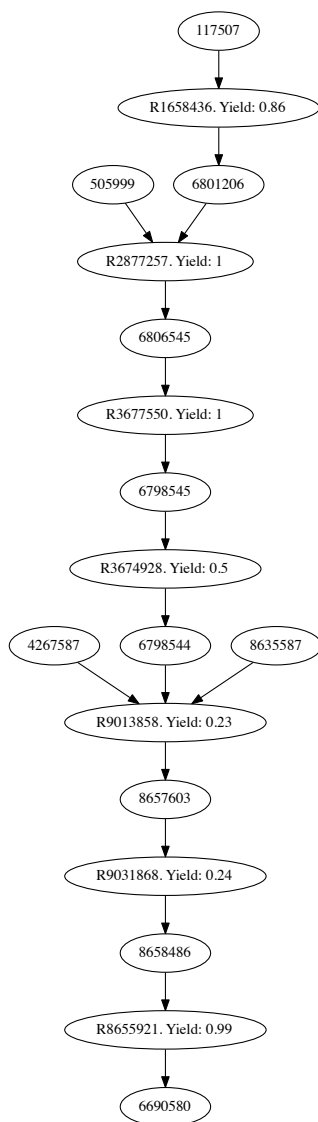 117507
R1658436. Yield: 0.86
505999 6801206
R2877257. Yield: 1
6806545
R3677550. Yield: 1
6798545
R3674928. Yield: 0.5
4267587 6798544 8635587
R9013858. Yield: 0.23
8657603
R9031868. Yield: 0.24
8658486
R8655921. Yield: 0.99
6690580